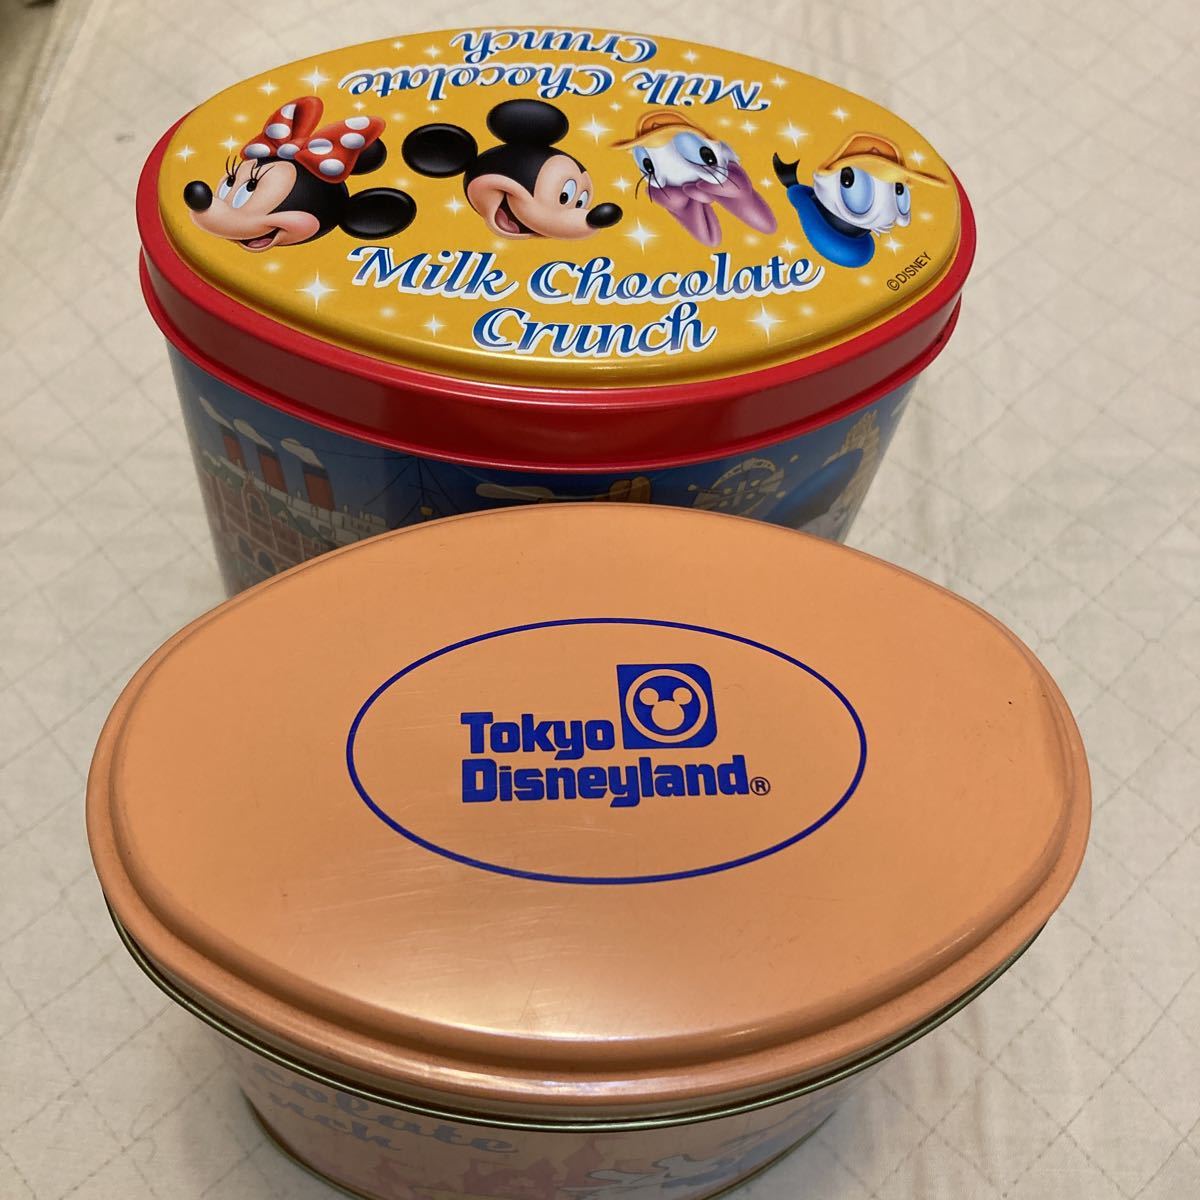 Milk Chocolate
Crunch
Milk Chocolate
Crunch
©DISNEY
Tokyo
Disneyland®